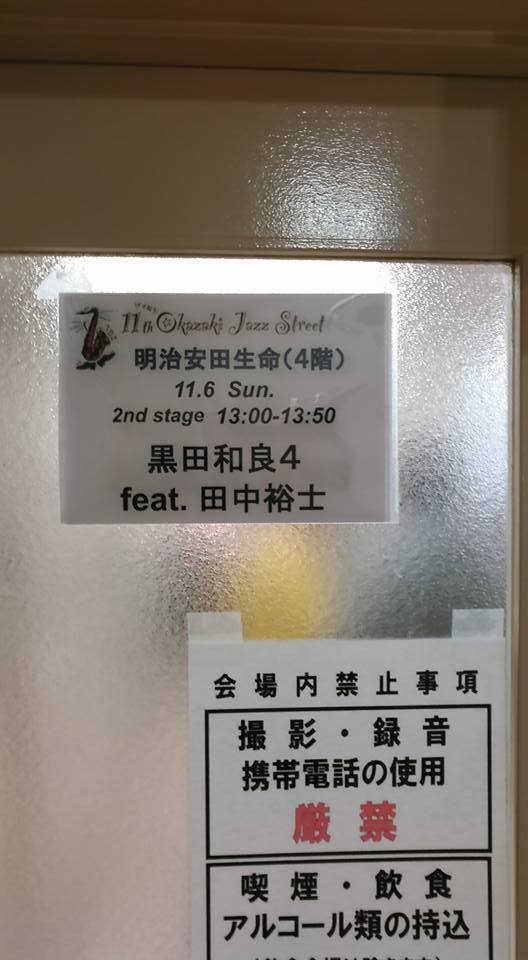 11th Okazaki Jazz Street
明治安田生命(4階)
11.6 Sun.
2nd stage 13:00-13:50
黒田和良4
feat. 田中裕士
会場内禁止事項
撮影・録音
携帯電話の使用
厳禁
喫煙・飲食
アルコール類の持込